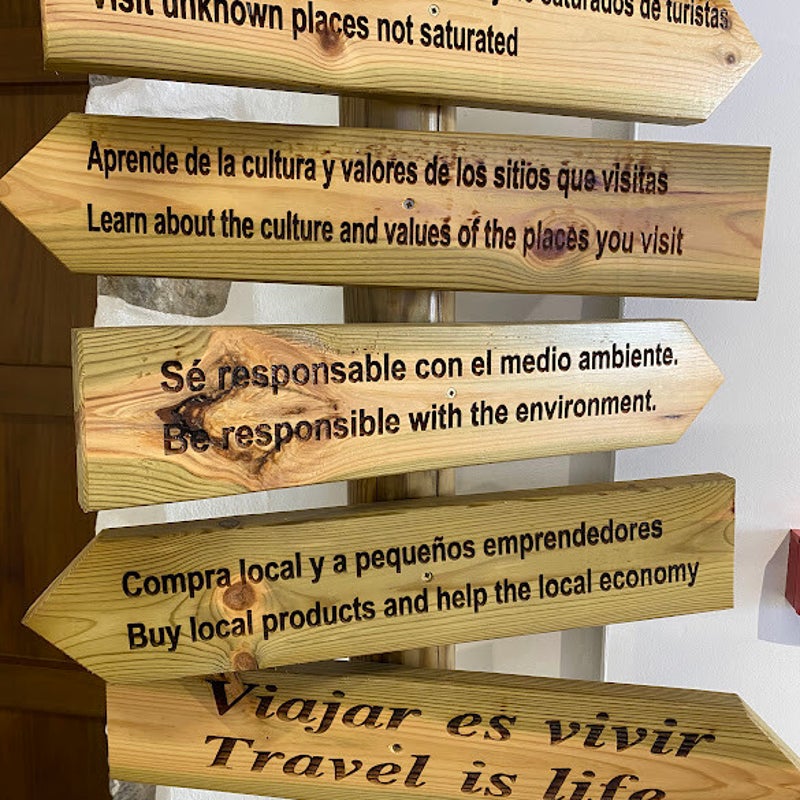 saturados de turistas
Visit unknown places not saturated
Aprende de la cultura y valores de los sitios que visitas
Learn about the culture and values of the places you visit
Sé responsable con el medio ambiente.
Be responsible with the environment.
Compra local y a pequeños emprendedores
Buy local products and help the local economy
Viajar es vivir
Travel is life